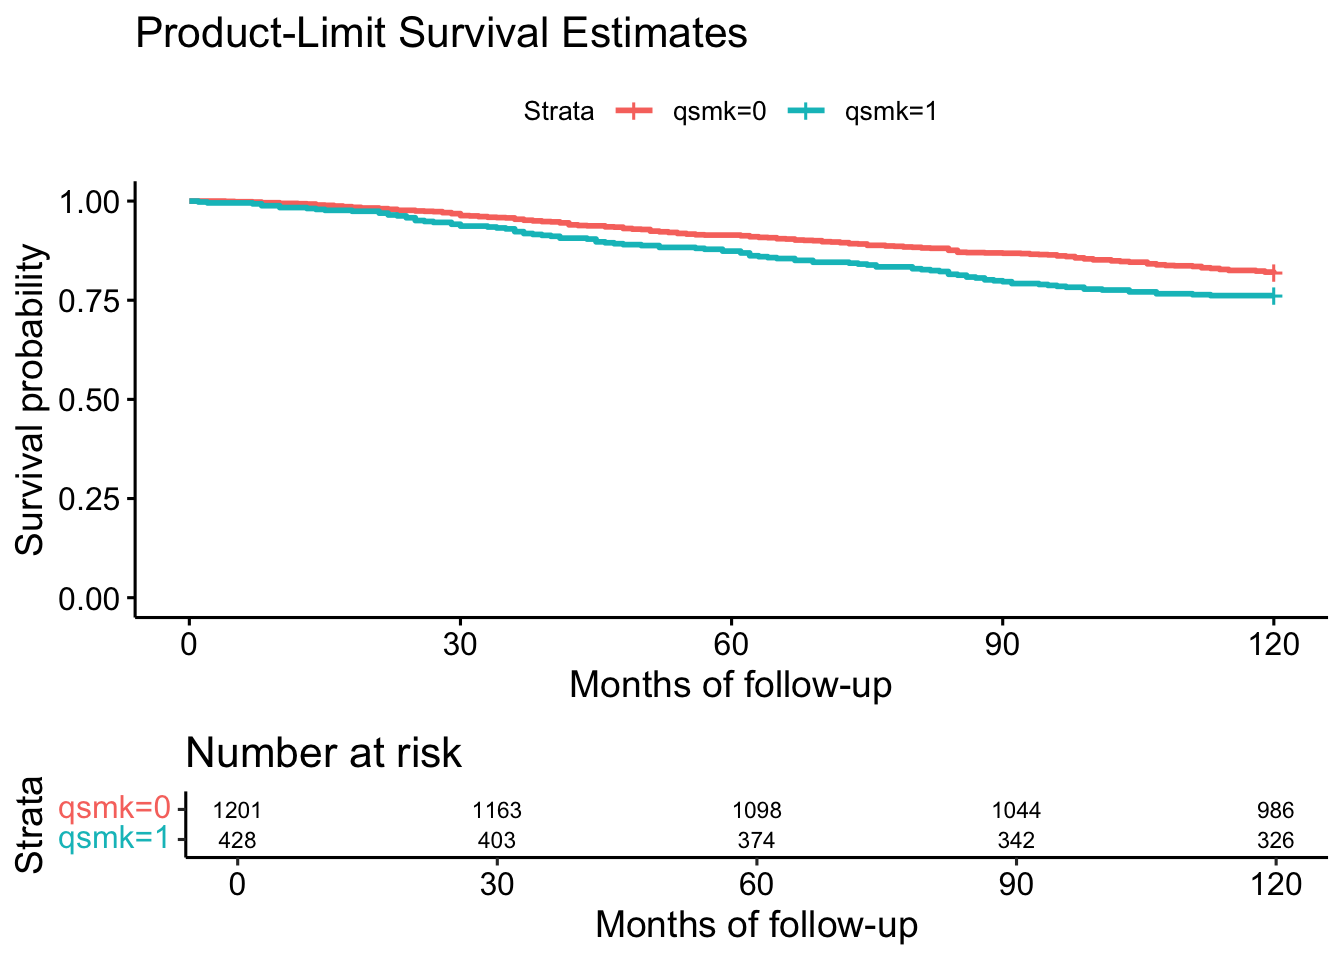 Product-Limit Survival Estimates
Strata qsmk=0 qsmk=1
Survival probability
1.00
0.75
0.50
0.25
0.00
0 30 60 90 120
Months of follow-up
Number at risk
Strata
qsmk=0 1201 1163 1098 1044 986
qsmk=1 428 403 374 342 326
0 30 60 90 120
Months of follow-up